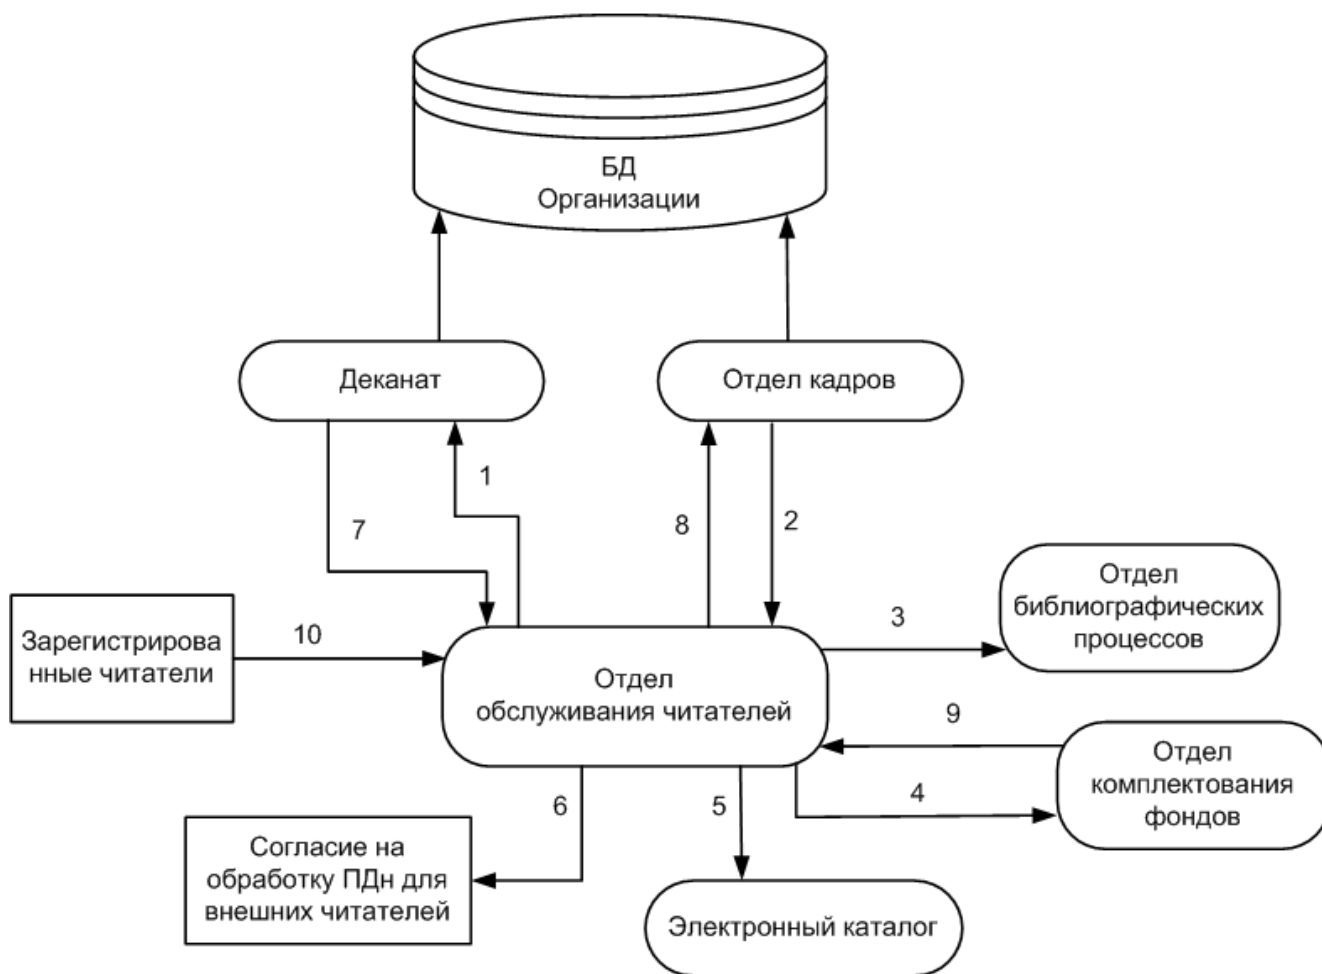 БД
Организации
Деканат
Отдел кадров
1
7
8
2
Отдел
библиографических
процессов
3
Зарегистрирова
нные читатели
10
Отдел
обслуживания читателей
9
Отдел
комплектования
фондов
4
6
5
Согласие на
обработку ПДн для
внешних читателей
Электронный каталог